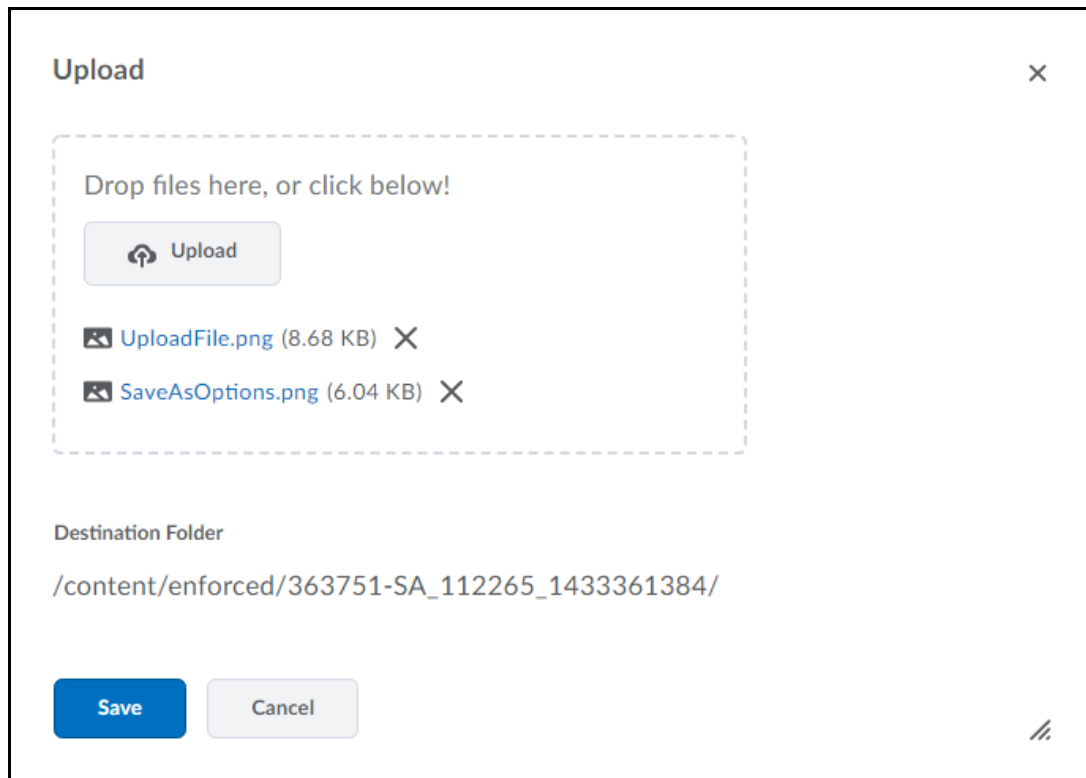 Upload
Drop files here, or click below!
Upload
UploadFile.png (8.68 KB)
SaveAsOptions.png (6.04 KB)
Destination Folder
/content/enforced/363751-SA_112265_1433361384/
Save Cancel